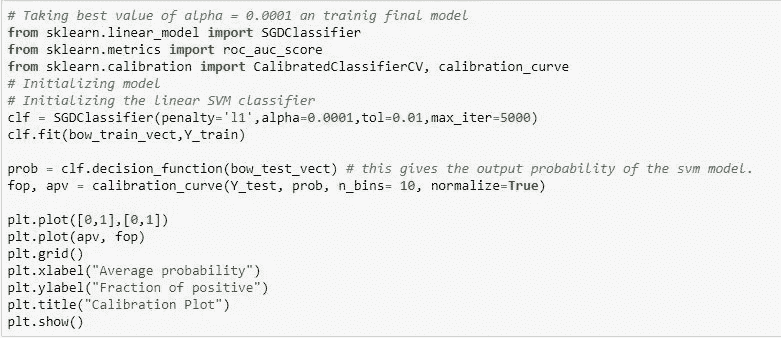 # Taking best value of alpha = 0.0001 an trainig final model
from sklearn.linear_model import SGDClassifier
from sklearn.metrics import roc_auc_score
from sklearn.calibration import CalibratedClassifierCV, calibration_curve
# Initializing model
# Initializing the linear SVM classifier
clf = SGDClassifier(penalty='l1',alpha=0.0001,tol=0.01,max_iter=5000)
clf.fit(bow_train_vect,Y_train)
prob = clf.decision_function(bow_test_vect) # this gives the output probability of the svm model.
fop, apv = calibration_curve(Y_test, prob, n_bins= 10, normalize=True)
plt.plot([0,1],[0,1])
plt.plot(apv, fop)
plt.grid()
plt.xlabel("Average probability")
plt.ylabel("Fraction of positive")
plt.title("Calibration Plot")
plt.show()